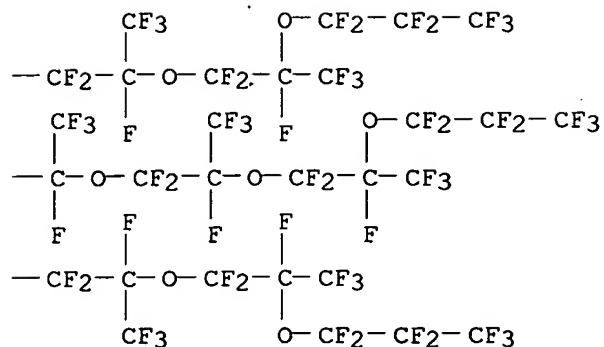 CF3 O—CF2—CF2—CF3
—CF2—C—O—CF2—C—CF3
F F
CF3 CF3 O—CF2—CF2—CF3
—C—O—CF2—C—O—CF2—C—CF3
F F F
F F
—CF2—C—O—CF2—C—CF3
CF3 O—CF2—CF2—CF3